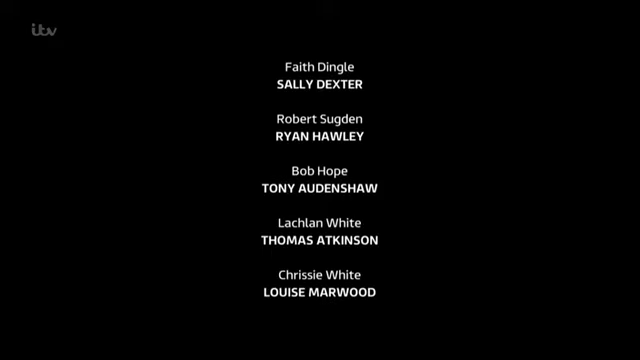 itv
Faith Dingle
SALLY DEXTER
Robert Sugden
RYAN HAWLEY
Bob Hope
TONY AUDENSHAW
Lachlan White
THOMAS ATKINSON
Chrissie White
LOUISE MARWOOD